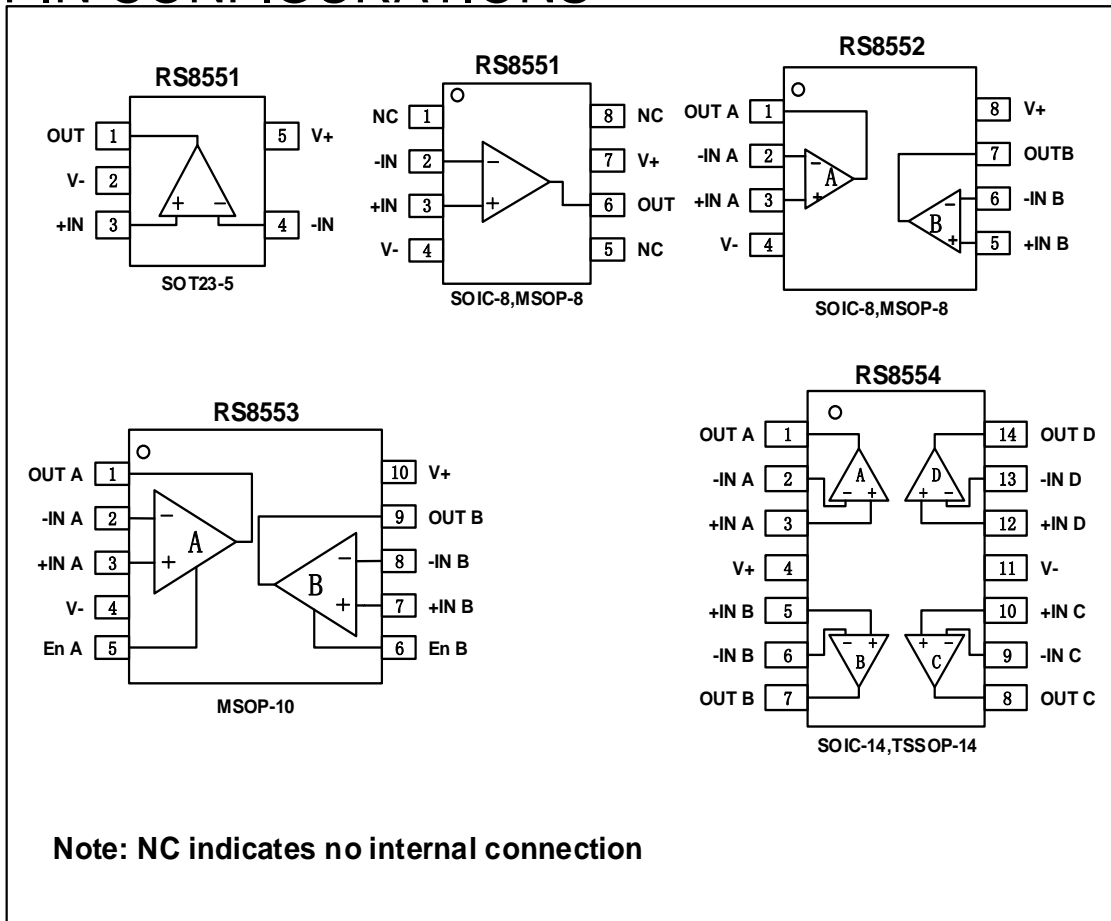 PIN CONFIGURATIONS
RS8551
OUT 1
V- 2
+IN 3
5 V+
4 -IN
+ −
SOT23-5
RS8551
NC 1
-IN 2
+IN 3
V- 4
8 NC
7 V+
6 OUT
5 NC
−
+
SOIC-8,MSOP-8
RS8552
OUT A 1
-IN A 2
+IN A 3
V- 4
8 V+
7 OUTB
6 -IN B
5 +IN B
−
A
+
−
B
+
SOIC-8,MSOP-8
RS8553
OUT A 1
-IN A 2
+IN A 3
V- 4
En A 5
10 V+
9 OUT B
8 -IN B
7 +IN B
6 En B
−
A
+
−
B
+
MSOP-10
RS8554
OUT A 1
-IN A 2
+IN A 3
V+ 4
+IN B 5
-IN B 6
OUT B 7
14 OUT D
13 -IN D
12 +IN D
11 V-
10 +IN C
9 -IN C
8 OUT C
A
− +
D
+ −
− +
B
+ −
C
SOIC-14,TSSOP-14
Note: NC indicates no internal connection